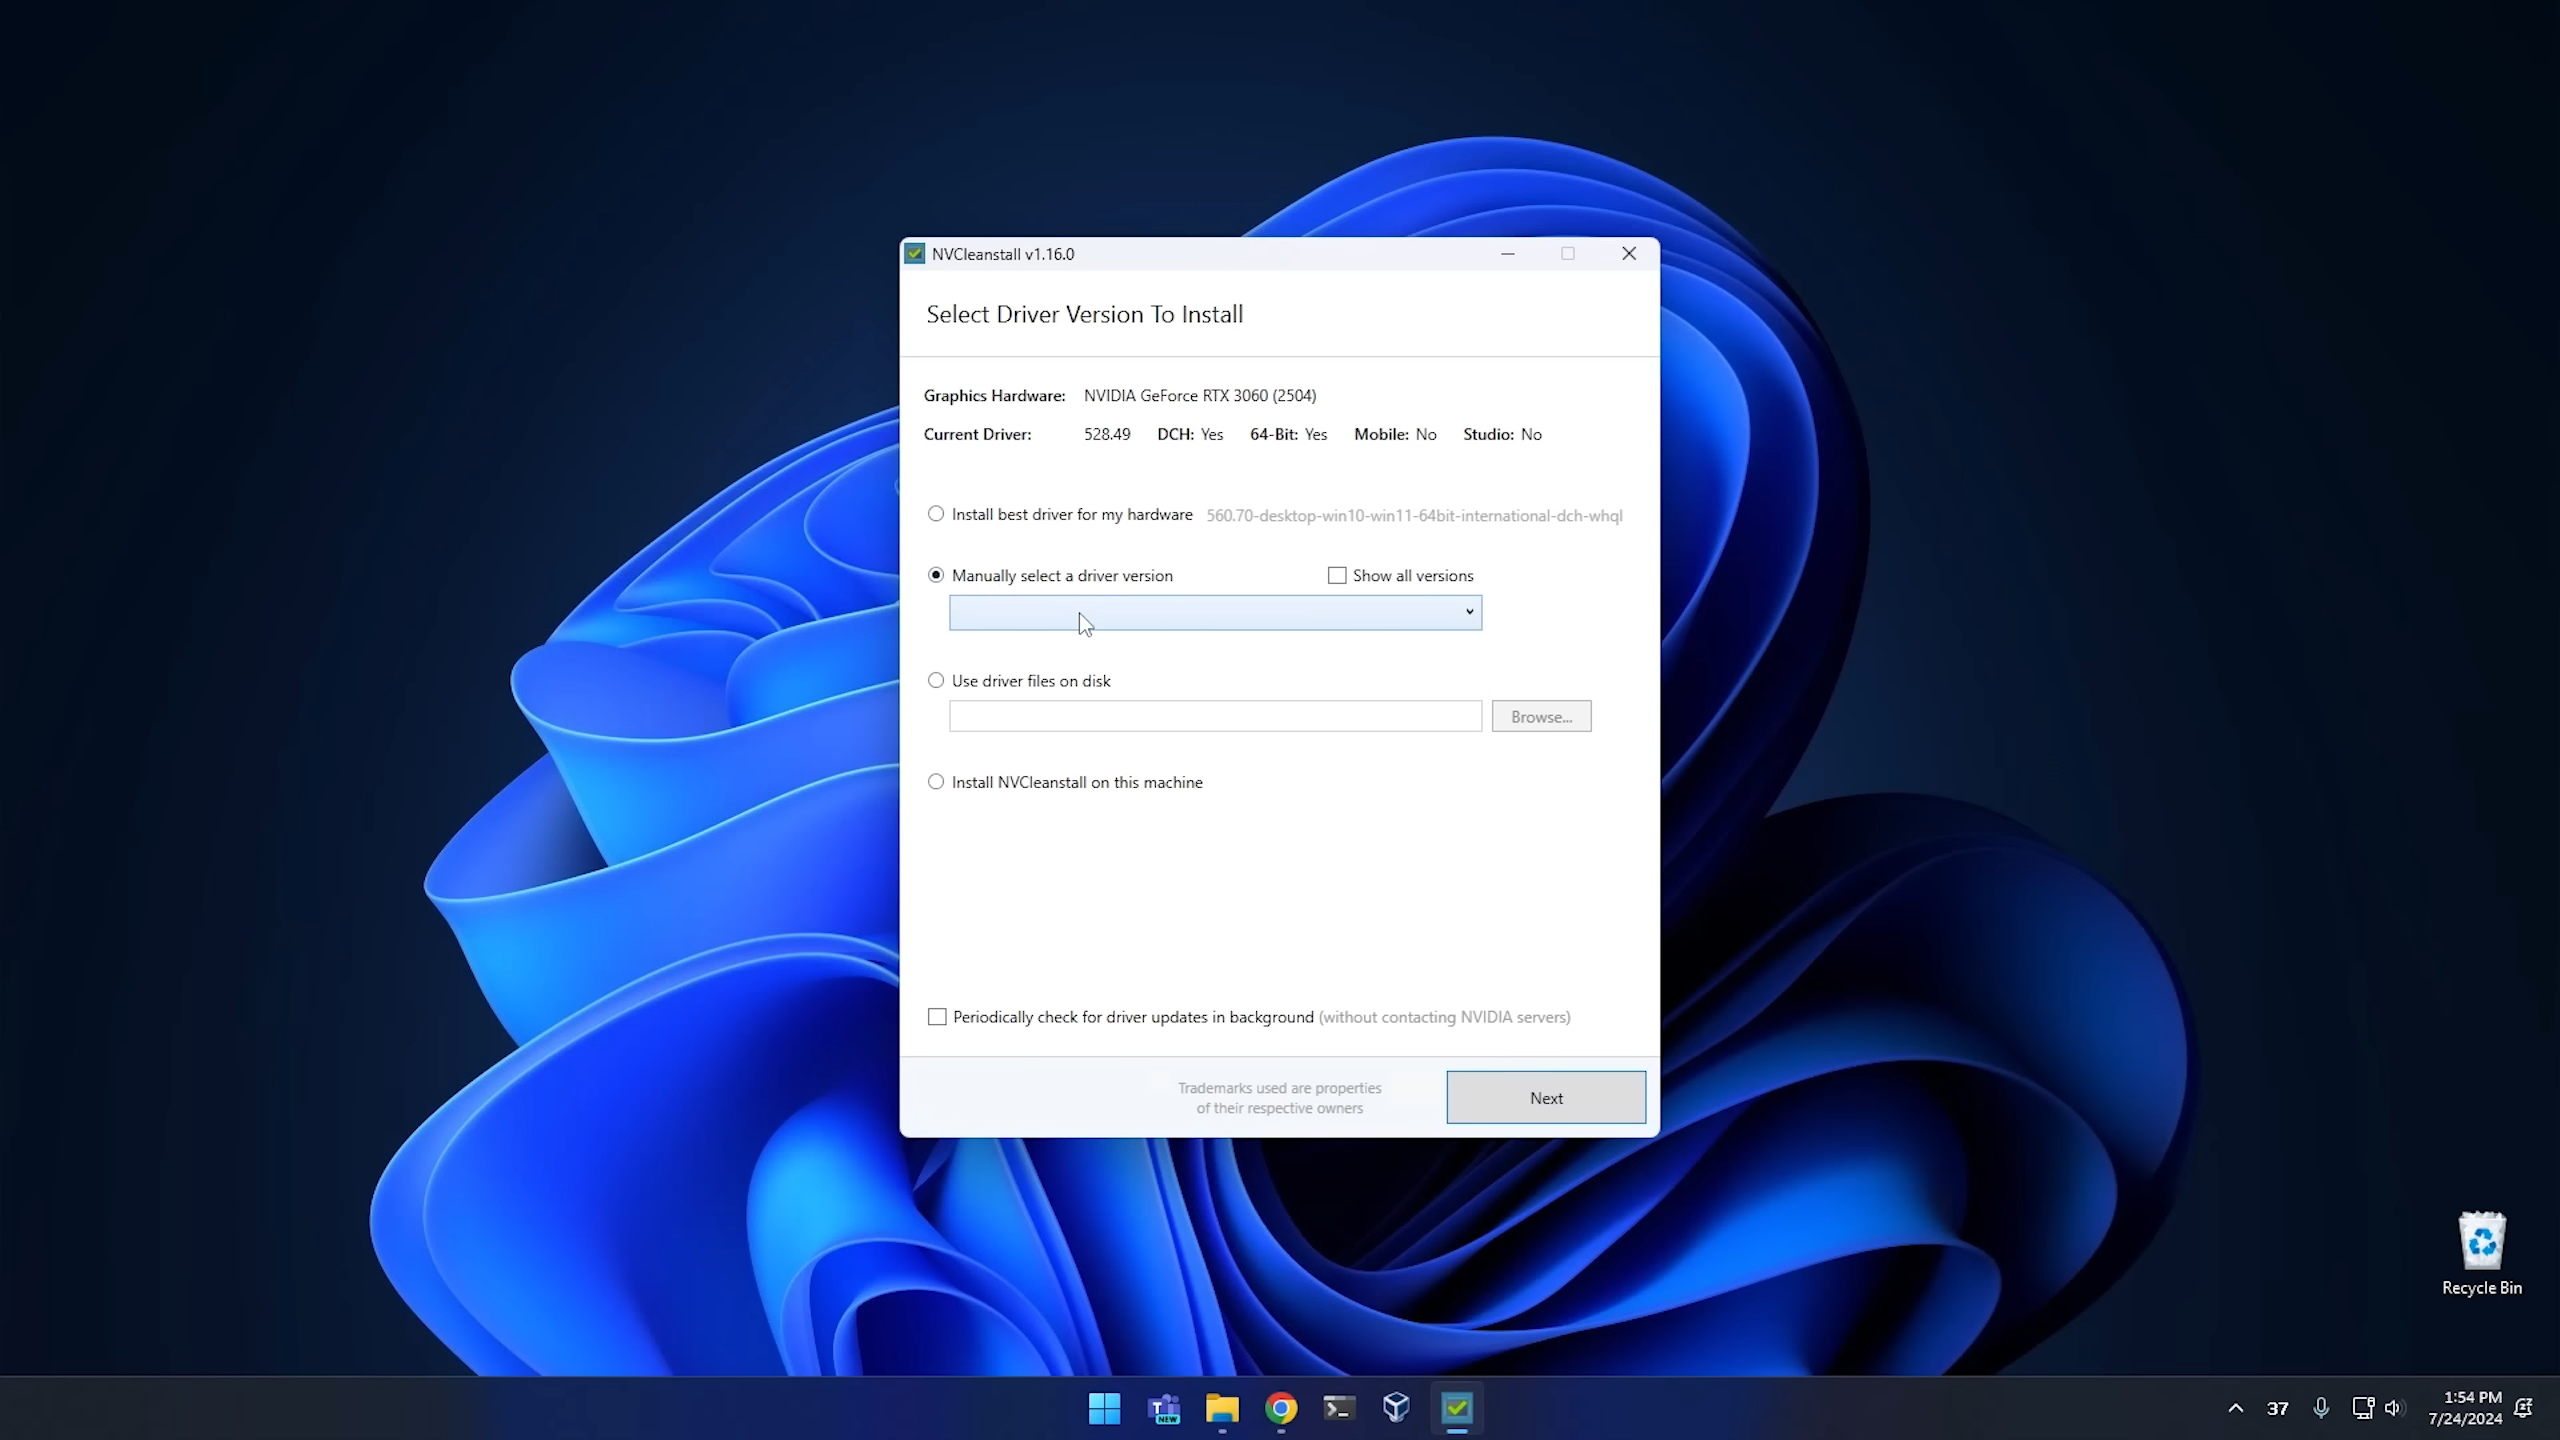 NVCleanstall v1.16.0
Select Driver Version To Install
Graphics Hardware: NVIDIA GeForce RTX 3060 (2504)
Current Driver: 528.49 DCH: Yes 64-Bit: Yes Mobile: No Studio: No
Install best driver for my hardware 560.70-desktop-win10-win11-64bit-international-dch-whql
Manually select a driver version Show all versions
Use driver files on disk
Browse...
Install NVCleanstall on this machine
Periodically check for driver updates in background (without contacting NVIDIA servers)
Trademarks used are properties
of their respective owners
Next
Recycle Bin
T
NEW
37
1:54 PM
7/24/2024